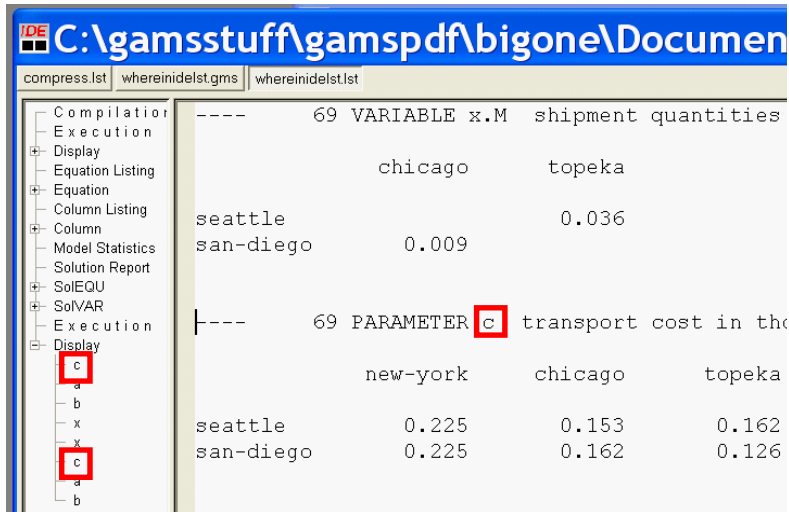 IDE C:\gamsstuff\gamspdf\bigone\Documen
compress.lst whereinidelst.gms whereinidelst.lst
Compilation
Execution
Display
Equation Listing
Equation
Column Listing
Column
Model Statistics
Solution Report
SolEQU
SolVAR
Execution
Display
c
a
b
x
x
c
a
b
---- 69 VARIABLE x.M shipment quantities
chicago topeka
seattle 0.036
san-diego 0.009
---- 69 PARAMETER c transport cost in tho
new-york chicago topeka
seattle 0.225 0.153 0.162
san-diego 0.225 0.162 0.126